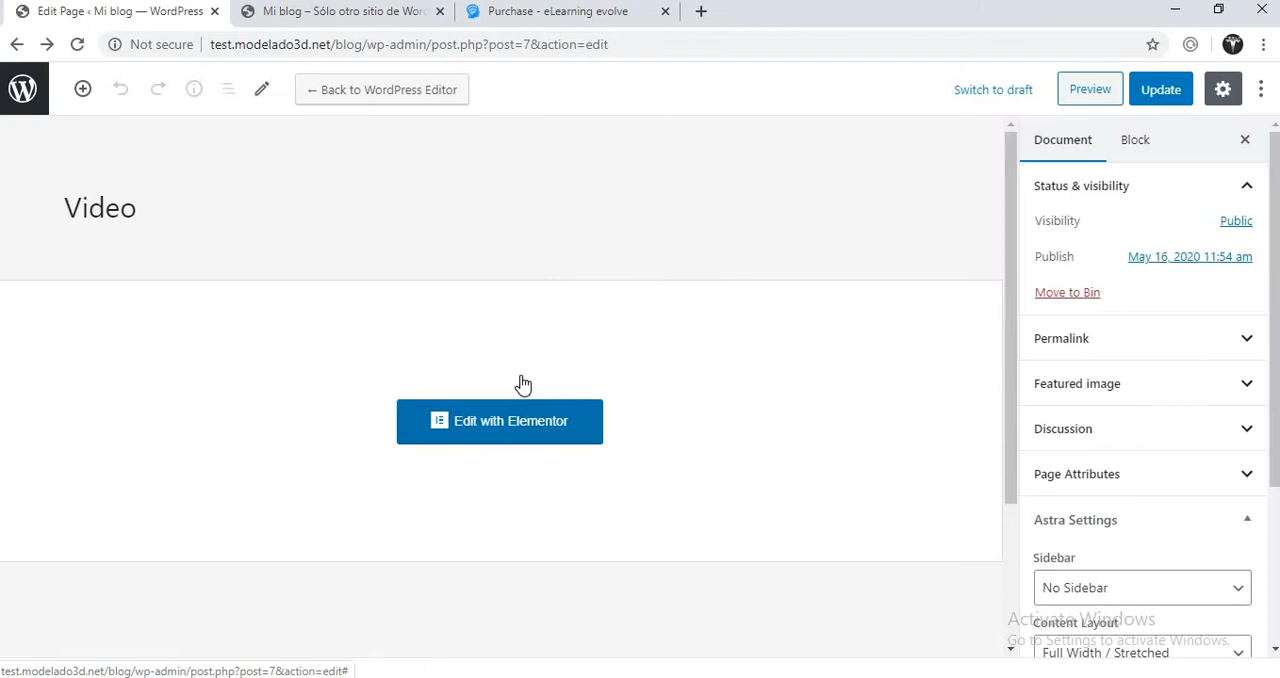 Edit Page ‹ Mi blog — WordPress
Mi blog – Sólo otro sitio de Wor
Purchase - eLearning evolve
Not secure
test.modelado3d.net/blog/wp-admin/post.php?post=7&action=edit
← Back to WordPress Editor
Switch to draft
Preview
Update
Document
Block
Status & visibility
Video
Visibility
Public
Publish
May 16, 2020 11:54 am
Move to Bin
Permalink
Featured image
Edit with Elementor
Discussion
Page Attributes
Astra Settings
Sidebar
No Sidebar
Activate Windows
Content Layout
Go to Settings to activate Windows.
Full Width / Stretched
test.modelado3d.net/blog/wp-admin/post.php?post=7&action=edit#